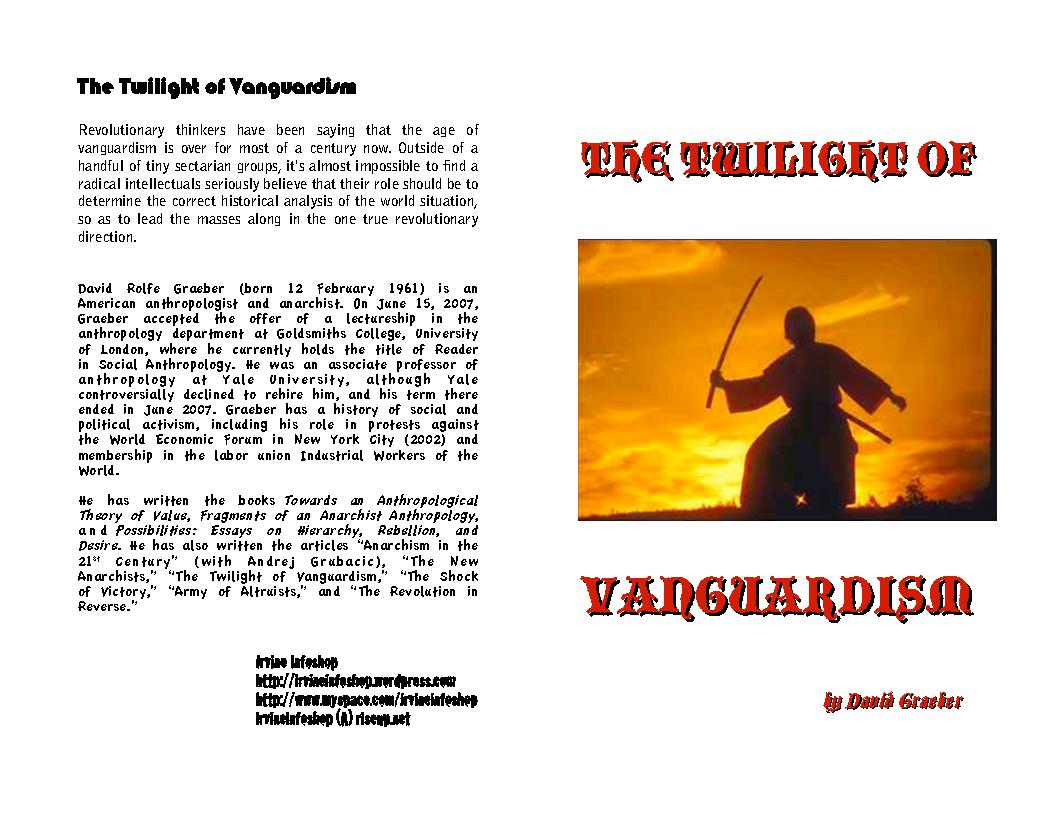 The Twilight of Vanguardism
Revolutionary thinkers have been saying that the age of
vanguardism is over for most of a century now. Outside of a
handful of tiny sectarian groups, it's almost impossible to find a
radical intellectuals seriously believe that their role should be to
determine the correct historical analysis of the world situation,
so as to lead the masses along in the one true revolutionary
direction.
David Rolfe Graeber (born 12 February 1961) is an
American anthropologist and anarchist. On June 15, 2007,
Graeber accepted the offer of a lectureship in the
anthropology department at Goldsmiths College, University
of London, where he currently holds the title of Reader
in Social Anthropology. He was an associate professor of
anthropology at Yale University, although Yale
controversially declined to rehire him, and his term there
ended in June 2007. Graeber has a history of social and
political activism, including his role in protests against
the World Economic Forum in New York City (2002) and
membership in the labor union Industrial Workers of the
World.
He has written the books Towards an Anthropological
Theory of Value, Fragments of an Anarchist Anthropology,
and Possibilities: Essays on Hierarchy, Rebellion, and
Desire. He has also written the articles “Anarchism in the
21st Century” (with Andrej Grubacic), “The New
Anarchists,” “The Twilight of Vanguardism,” “The Shock
of Victory,” “Army of Altruists,” and “The Revolution in
Reverse.”
Irvine Infoshop
http://irvineinfoshop.wordpress.com
http://www.myspace.com/irvineinfoshop
irvineinfoshop (A) riseup.net
THE TWILIGHT OF
VANGUARDISM
by David Graeber